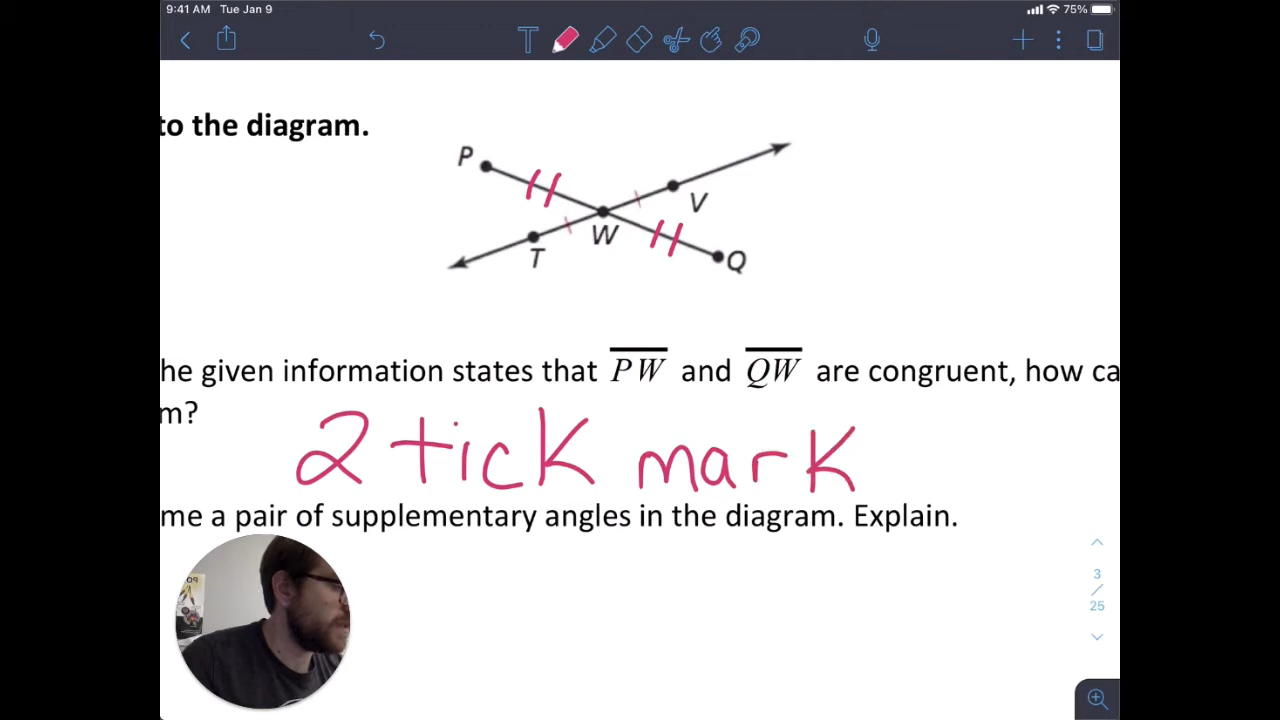 9:41 AM Tue Jan 9
75%
to the diagram.
P
V
W
T
Q
he given information states that PW and QW are congruent, how ca
m?
2 tick mark
me a pair of supplementary angles in the diagram. Explain.
3
/
25